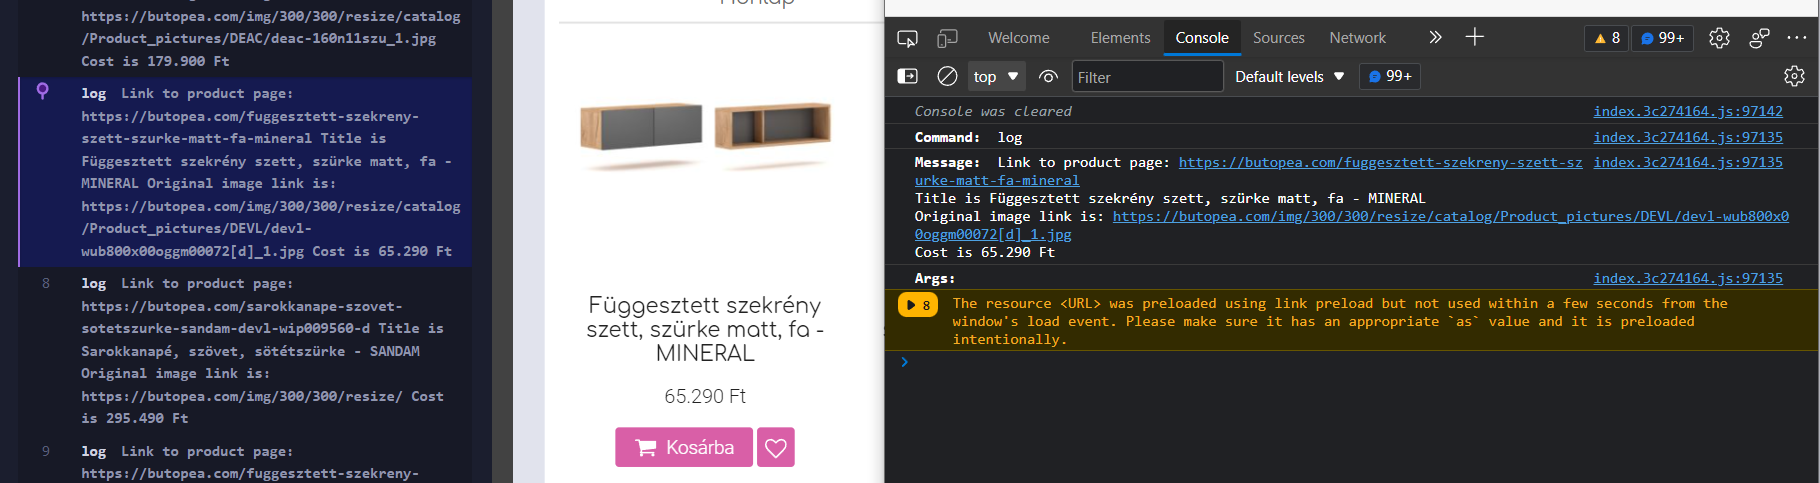 https://butopea.com/img/300/300/resize/catalog
/Product_pictures/DEAC/deac-160n11szu_1.jpg
Cost is 179.900 Ft
log Link to product page:
https://butopea.com/fuggesztett-szekreny-
szett-szurke-matt-fa-mineral Title is
Függesztett szekrény szett, szürke matt, fa -
MINERAL Original image link is:
https://butopea.com/img/300/300/resize/catalog
/Product_pictures/DEVL/devl-
wub800x00oggm00072[d]_1.jpg Cost is 65.290 Ft
8 log Link to product page:
https://butopea.com/sarokkanape-szovet-
sotetszurke-sandam-devl-wip009560-d Title is
Sarokkanapé, szövet, sötétszürke - SANDAM
Original image link is:
https://butopea.com/img/300/300/resize/ Cost
is 295.490 Ft
9 log Link to product page:
https://butopea.com/fuggesztett-szekreny-
Függesztett szekrény
szett, szürke matt, fa -
MINERAL
65.290 Ft
Kosárba
Welcome Elements Console Sources Network 8 99+
top Filter Default levels 99+
Console was cleared index.3c274164.js:97142
Command: log index.3c274164.js:97135
Message: Link to product page: https://butopea.com/fuggesztett-szekreny-szett-sz index.3c274164.js:97135
urke-matt-fa-mineral
Title is Függesztett szekrény szett, szürke matt, fa - MINERAL
Original image link is: https://butopea.com/img/300/300/resize/catalog/Product_pictures/DEVL/devl-wub800x0
0oggm00072[d]_1.jpg
Cost is 65.290 Ft
Args: index.3c274164.js:97135
8 The resource <URL> was preloaded using link preload but not used within a few seconds from the
window's load event. Please make sure it has an appropriate `as` value and it is preloaded
intentionally.